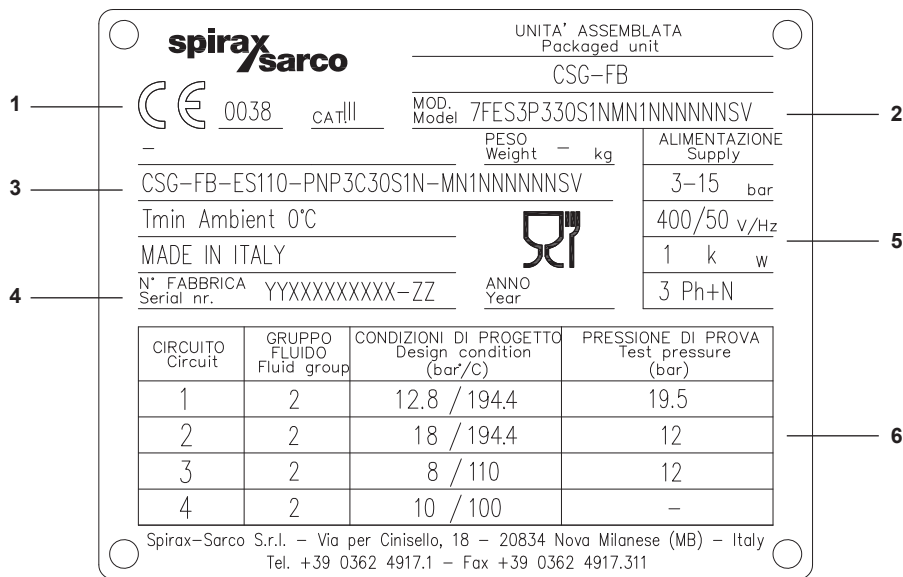 spirax
sarco
UNITA' ASSEMBLATA
Packaged unit
CSG-FB
1
CE 0038 CAT.III
MOD.
Model 7FES3P330S1NMN1NNNNNNSV
2
–
PESO
Weight – kg
ALIMENTAZIONE
Supply
3
CSG-FB-ES110-PNP3C30S1N-MN1NNNNNNSV
3-15 bar
Tmin Ambient 0°C
400/50 V/Hz
5
MADE IN ITALY
1 k W
4
N° FABBRICA
Serial nr. YYXXXXXXXXX-ZZ
ANNO
Year
3 Ph+N
CIRCUITO
Circuit
GRUPPO
FLUIDO
Fluid group
CONDIZIONI DI PROGETTO
Design condition
(bar°/C)
PRESSIONE DI PROVA
Test pressure
(bar)
1 2 12.8 / 194.4 19.5
2 2 18 / 194.4 12
6
3 2 8 / 110 12
4 2 10 / 100 –
Spirax-Sarco S.r.l. – Via per Cinisello, 18 – 20834 Nova Milanese (MB) – Italy
Tel. +39 0362 4917.1 – Fax +39 0362 4917.311